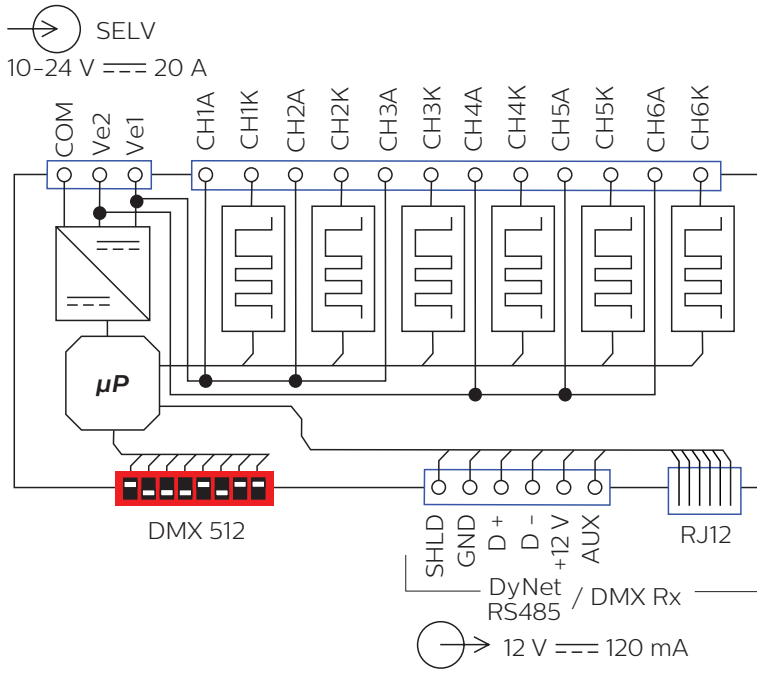 SELV
10-24 V 20 A
COM
Ve2
Ve1
CH1A
CH1K
CH2A
CH2K
CH3A
CH3K
CH4A
CH4K
CH5A
CH5K
CH6A
CH6K
µP
DMX 512
SHLD
GND
D +
D -
+12 V
AUX
RJ12
DyNet
RS485 / DMX Rx
12 V 120 mA